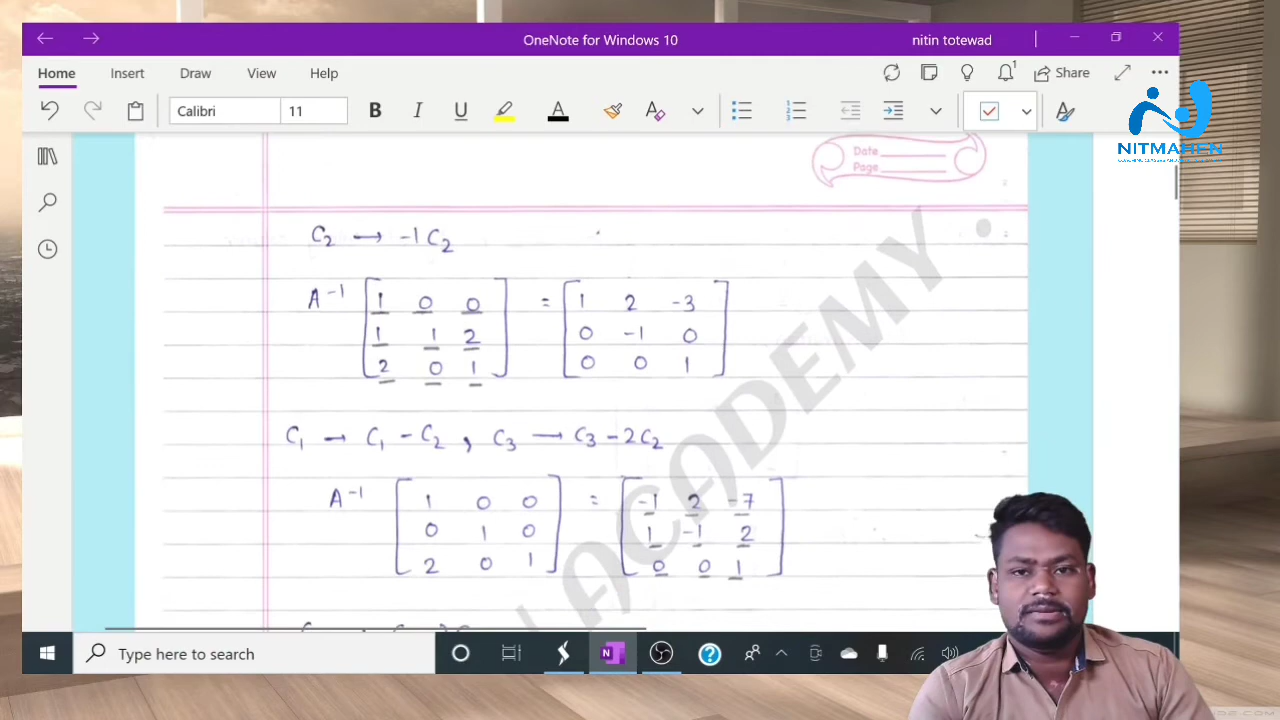 OneNote for Windows 10
nitin totewad
Home Insert Draw View Help
1 Share
Calibri 11 B I U A
NITMAHEN
Date
Page
C₂ → -1 C₂
A⁻¹ [1 0 0 = [1 2 -3
1 1 2 0 -1 0
2 0 1] 0 0 1]
C₁ → C₁ - C₂ , C₃ → C₃ - 2C₂
A⁻¹ [1 0 0 = [-1 2 -7
0 1 0 1 -1 2
2 0 1] 0 0 1]
ACADEMY .
Type here to search